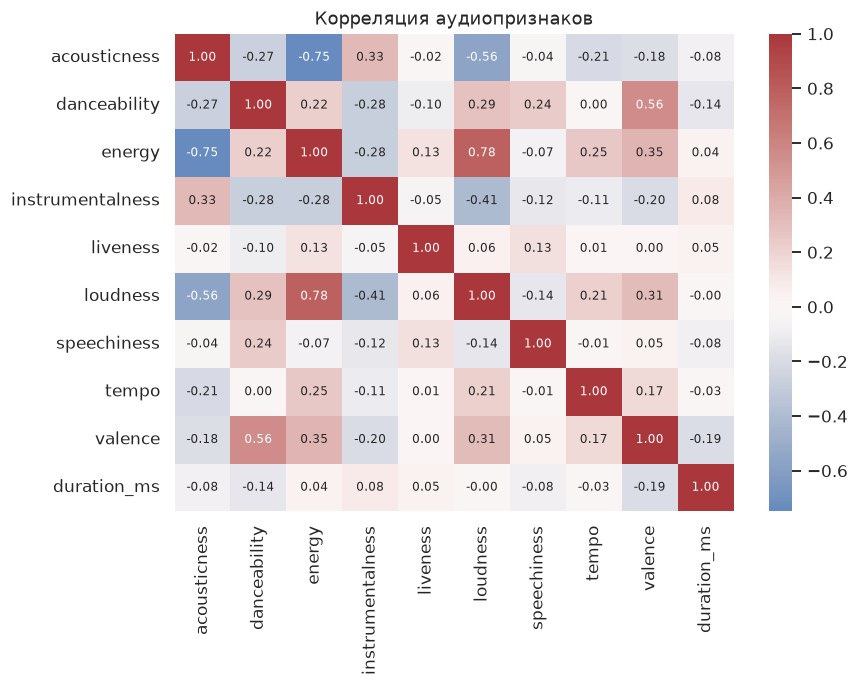 Корреляция аудиопризнаков
acousticness 1.00 -0.27 -0.75 0.33 -0.02 -0.56 -0.04 -0.21 -0.18 -0.08
danceability -0.27 1.00 0.22 -0.28 -0.10 0.29 0.24 0.00 0.56 -0.14
energy -0.75 0.22 1.00 -0.28 0.13 0.78 -0.07 0.25 0.35 0.04
instrumentalness 0.33 -0.28 -0.28 1.00 -0.05 -0.41 -0.12 -0.11 -0.20 0.08
liveness -0.02 -0.10 0.13 -0.05 1.00 0.06 0.13 0.01 0.00 0.05
loudness -0.56 0.29 0.78 -0.41 0.06 1.00 -0.14 0.21 0.31 -0.00
speechiness -0.04 0.24 -0.07 -0.12 0.13 -0.14 1.00 -0.01 0.05 -0.08
tempo -0.21 0.00 0.25 -0.11 0.01 0.21 -0.01 1.00 0.17 -0.03
valence -0.18 0.56 0.35 -0.20 0.00 0.31 0.05 0.17 1.00 -0.19
duration_ms -0.08 -0.14 0.04 0.08 0.05 -0.00 -0.08 -0.03 -0.19 1.00
acousticness danceability energy instrumentalness liveness loudness speechiness tempo valence duration_ms
1.0
0.8
0.6
0.4
0.2
0.0
−0.2
−0.4
−0.6